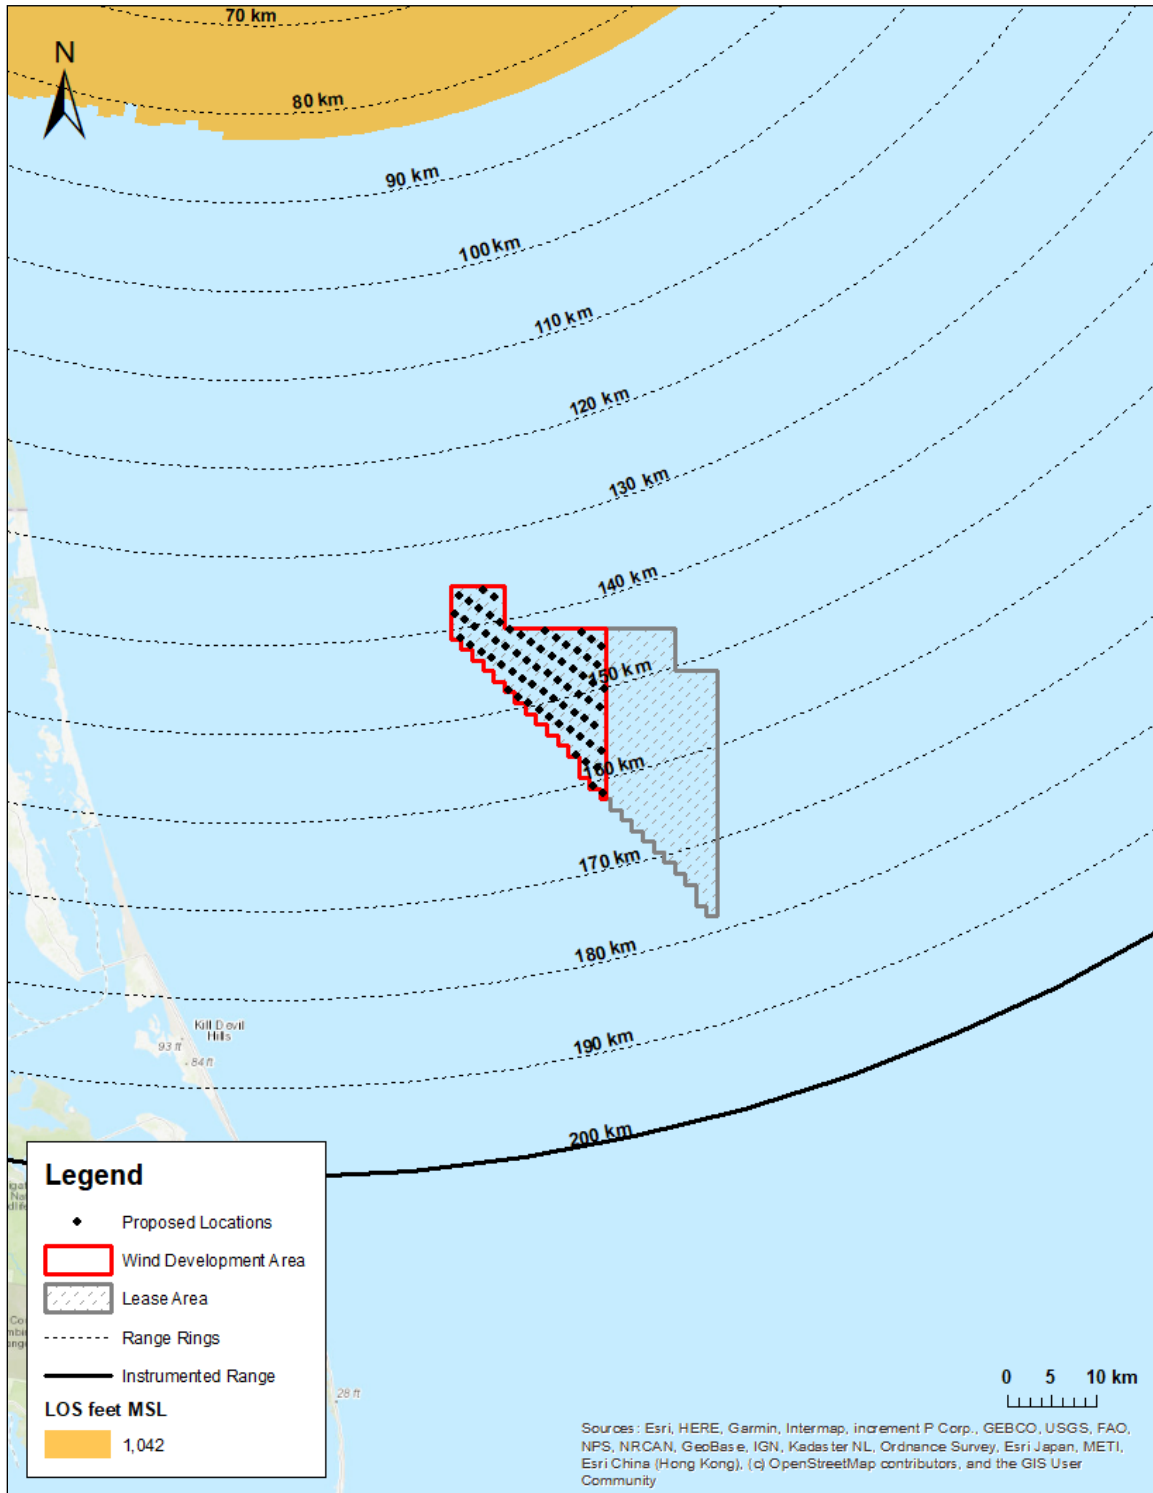 70 km
N
80 km
90 km
100 km
110 km
120 km
130 km
140 km
150 km
160 km
170 km
180 km
Kill Devil
Hills
93 ft
84 ft
190 km
200 km
Legend
Proposed Locations
Wind Development Area
Lease Area
Range Rings
Instrumented Range
LOS feet MSL
1,042
28 ft
0 5 10 km
Sources: Esri, HERE, Garmin, Intermap, increment P Corp., GEBCO, USGS, FAO,
NPS, NRCAN, GeoBase, IGN, Kadaster NL, Ordnance Survey, Esri Japan, METI,
Esri China (Hong Kong), (c) OpenStreetMap contributors, and the GIS User
Community